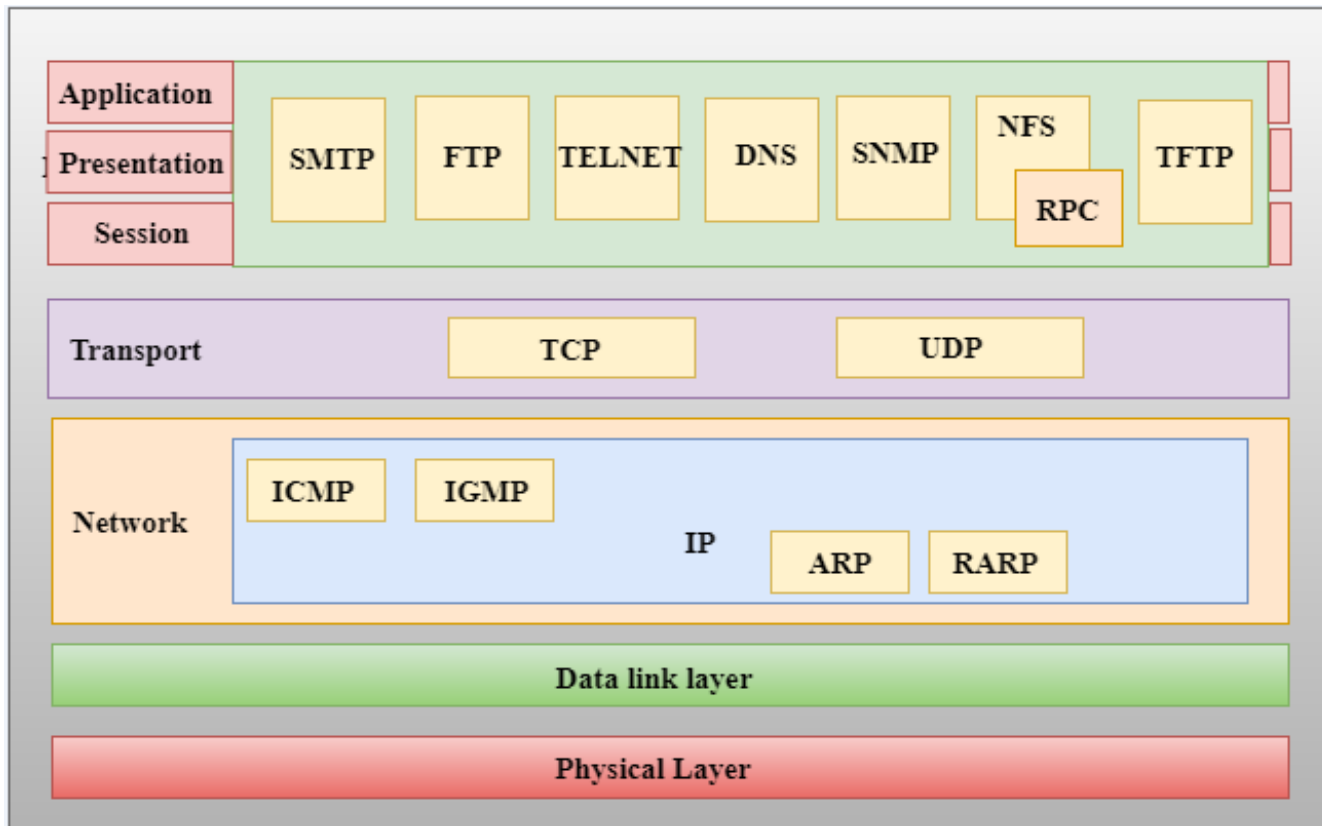 Application
Presentation
Session
SMTP
FTP
TELNET
DNS
SNMP
NFS
RPC
TFTP
Transport
TCP
UDP
Network
ICMP
IGMP
IP
ARP
RARP
Data link layer
Physical Layer